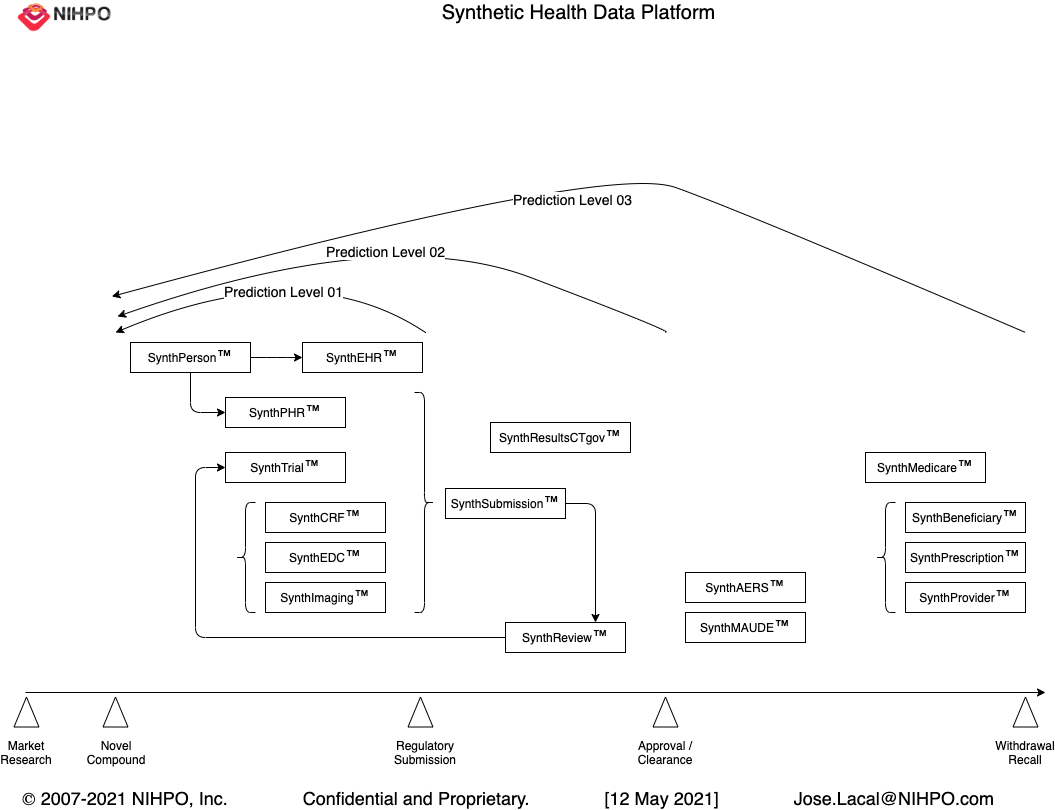 NIHPO
Synthetic Health Data Platform
Prediction Level 03
Prediction Level 02
Prediction Level 01
SynthPerson™
SynthEHR™
SynthPHR™
SynthResultsCTgov™
SynthTrial™
SynthMedicare™
SynthSubmission™
SynthCRF™
SynthBeneficiary™
SynthEDC™
SynthPrescription™
SynthImaging™
SynthAERS™
SynthProvider™
SynthReview™
SynthMAUDE™
Market
Research
Novel
Compound
Regulatory
Submission
Approval /
Clearance
Withdrawal
Recall
© 2007-2021 NIHPO, Inc.
Confidential and Proprietary.
[12 May 2021]
Jose.Lacal@NIHPO.com